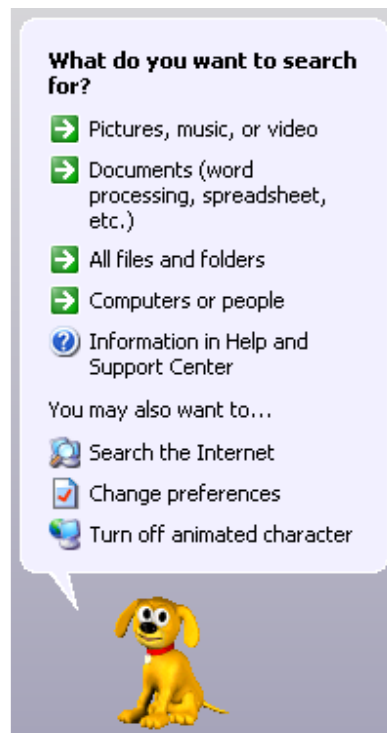 What do you want to search
for?
Pictures, music, or video
Documents (word
processing, spreadsheet,
etc.)
All files and folders
Computers or people
Information in Help and
Support Center
You may also want to...
Search the Internet
Change preferences
Turn off animated character